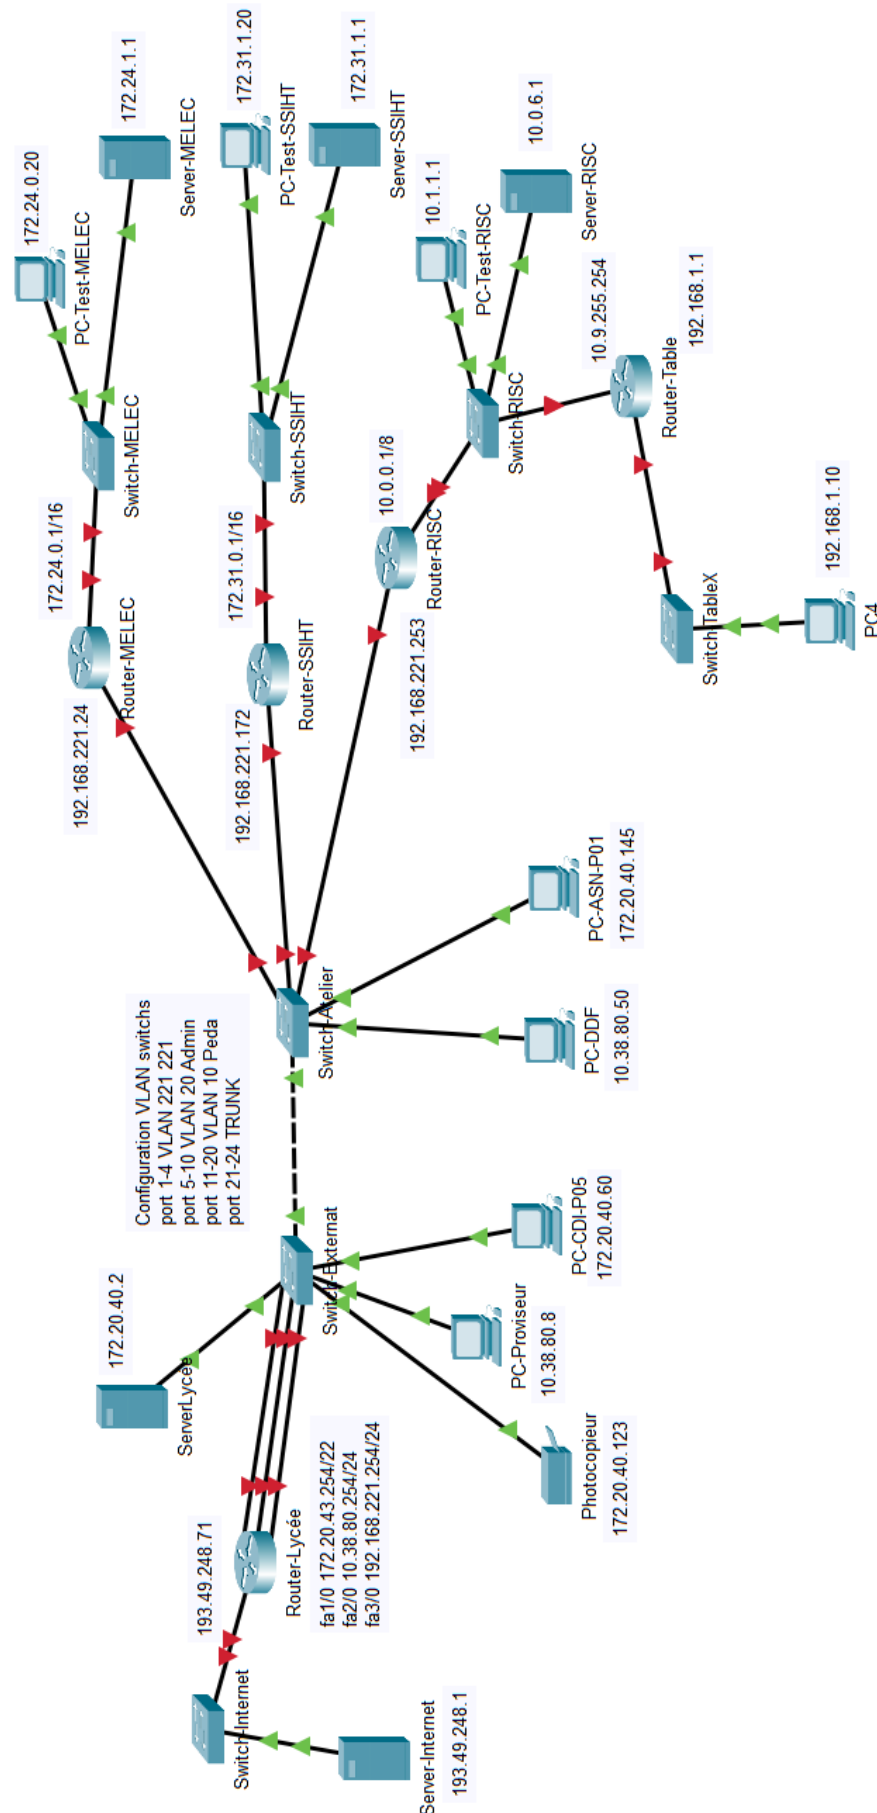 193.49.248.1
Server-Internet
Switch-Internet
193.49.248.71
Router-Lycée
fa1/0 172.20.43.254/22
fa2/0 10.38.80.254/24
fa3/0 192.168.221.254/24
172.20.40.2
ServerLycee
Photocopieur
172.20.40.123
PC-Proviseur
10.38.80.8
PC-CDI-P05
172.20.40.60
Switch-Externat
Configuration VLAN switchs
port 1-4 VLAN 221 221
port 5-10 VLAN 20 Admin
port 11-20 VLAN 10 Peda
port 21-24 TRUNK
Switch-Atelier
PC-DDF
10.38.80.50
PC-ASN-P01
172.20.40.145
192.168.221.24
Router-MELEC
172.24.0.1/16
Switch-MELEC
172.24.0.20
PC-Test-MELEC
172.24.1.1
Server-MELEC
192.168.221.172
Router-SSIHT
172.31.0.1/16
Switch-SSIHT
172.31.1.20
PC-Test-SSIHT
172.31.1.1
Server-SSIHT
192.168.221.253
Router-RISC
10.0.0.1/8
Switch-RISC
10.1.1.1
PC-Test-RISC
10.0.6.1
Server-RISC
10.9.255.254
Router-Table
192.168.1.1
Switch-TableX
192.168.1.10
PC4